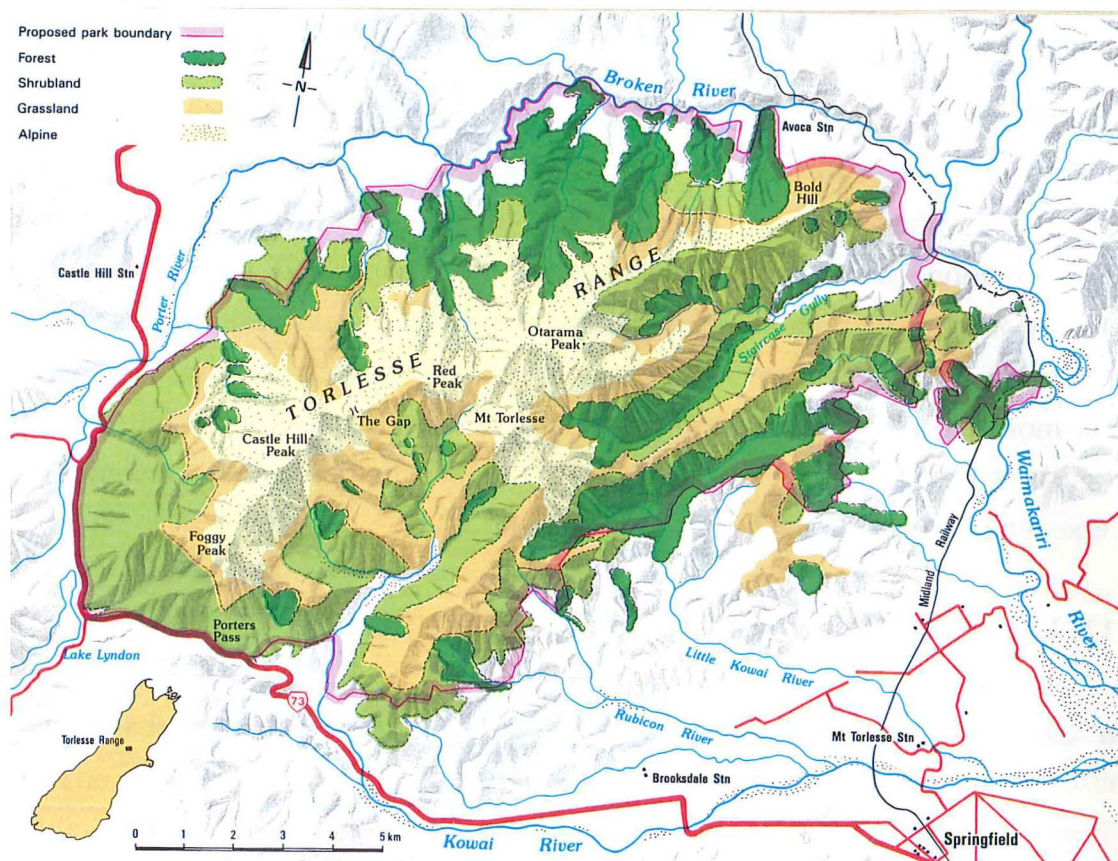 Proposed park boundary
Forest
Shrubland
Grassland
Alpine
N
Broken River
Avoca Stn
Bold
Hill
Castle Hill Stn
Porter River
TORLESSE RANGE
Otarama
Peak
Staircase Gully
Red
Peak
The Gap
Mt Torlesse
Castle Hill
Peak
Foggy
Peak
Porters
Pass
Lake Lyndon
73
Waimakariri River
Midland Railway
Little Kowai River
Rubicon River
Mt Torlesse Stn
Brooksdale Stn
Kowai River
Springfield
Torlesse Range
0 1 2 3 4 5 km